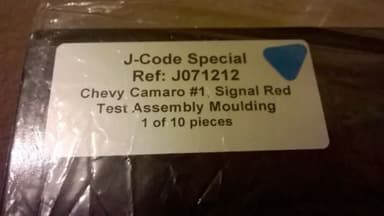 J-Code Special
Ref: J071212
Chevy Camaro #1, Signal Red
Test Assembly Moulding
1 of 10 pieces